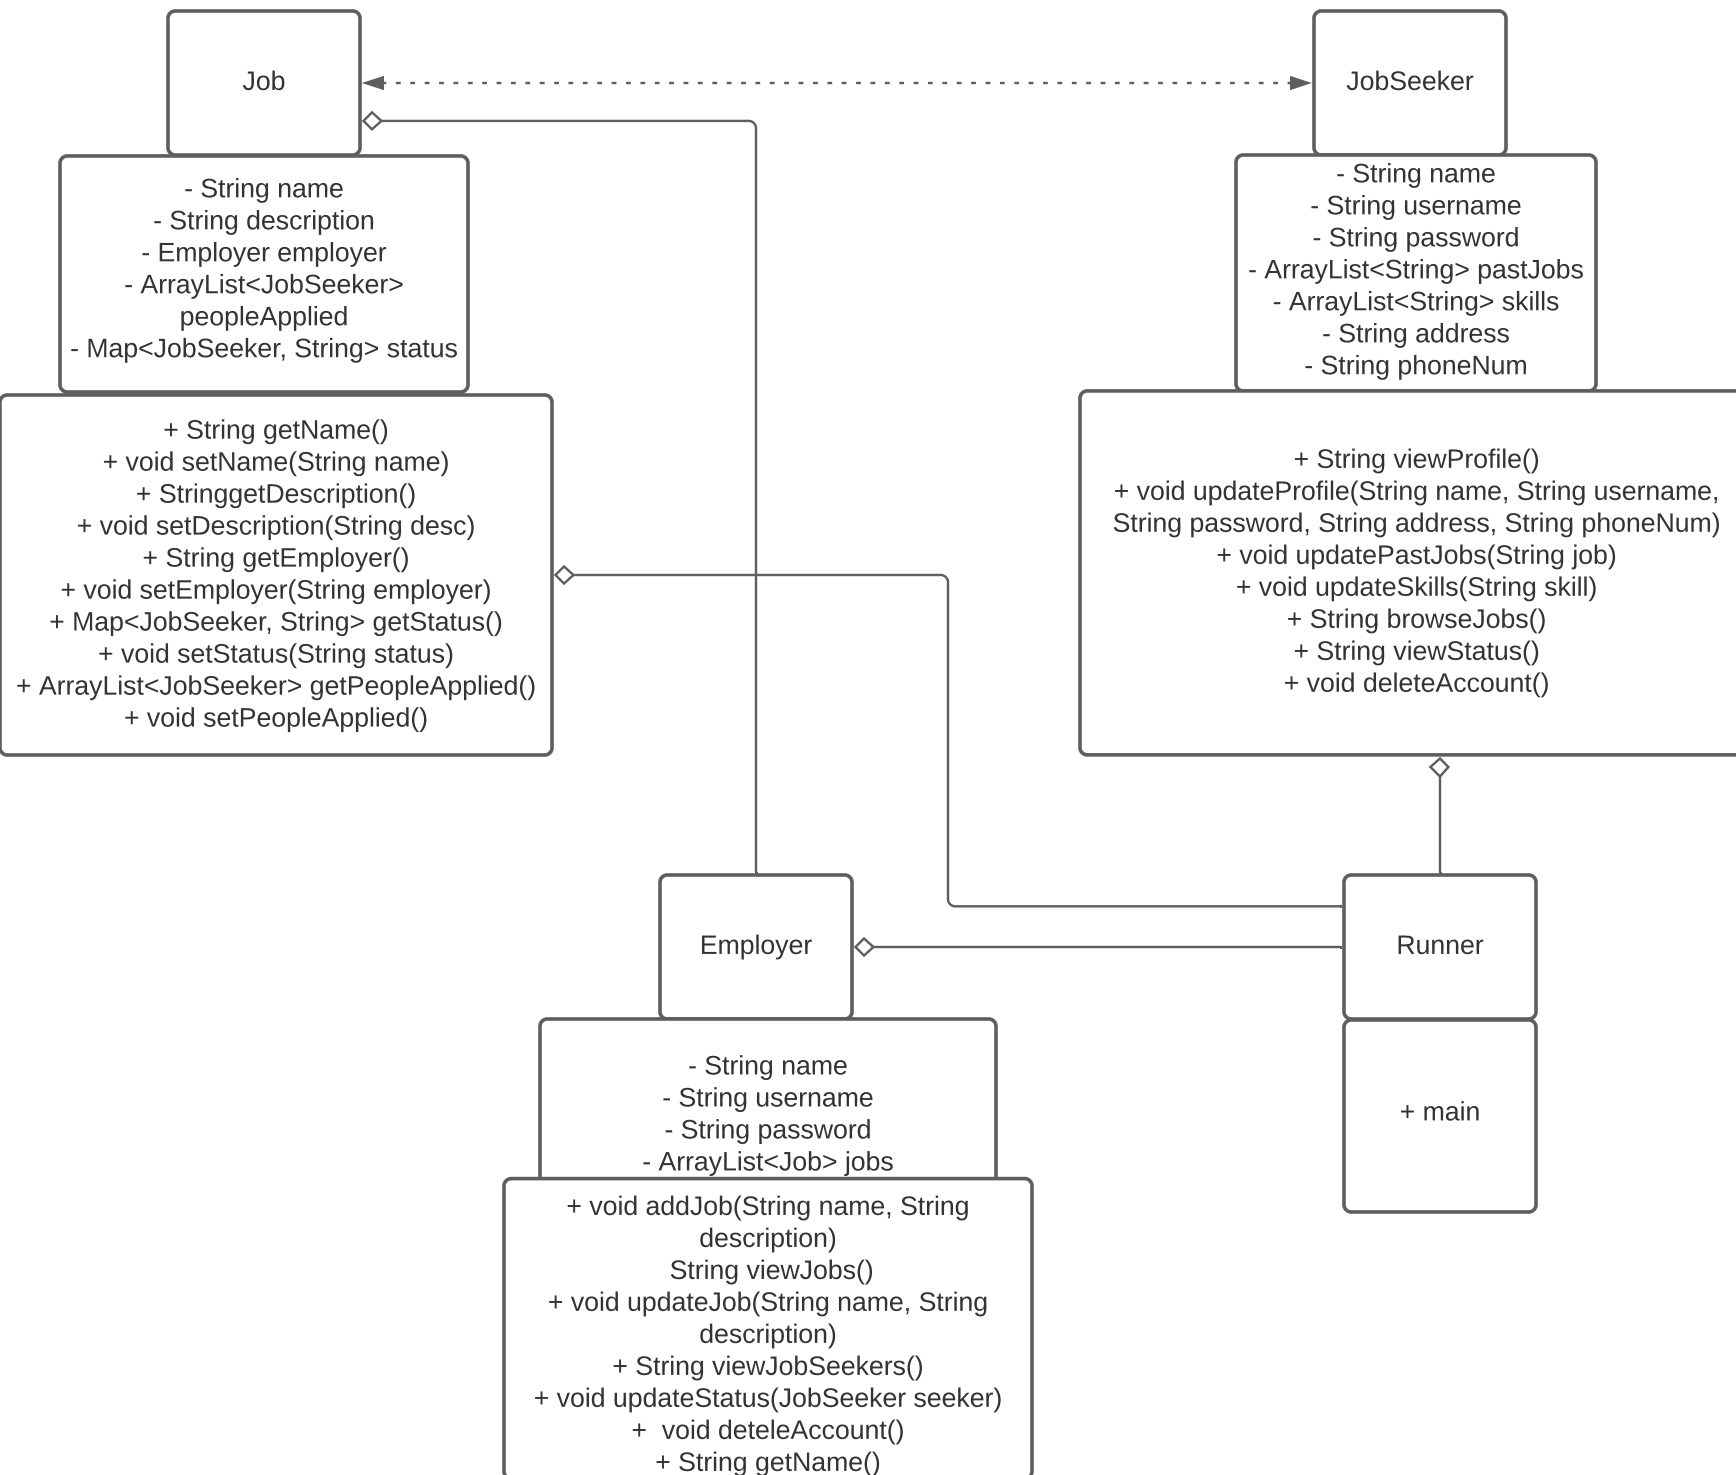 Job
- String name
- String description
- Employer employer
- ArrayList<JobSeeker>
peopleApplied
- Map<JobSeeker, String> status
+ String getName()
+ void setName(String name)
+ StringgetDescription()
+ void setDescription(String desc)
+ String getEmployer()
+ void setEmployer(String employer)
+ Map<JobSeeker, String> getStatus()
+ void setStatus(String status)
+ ArrayList<JobSeeker> getPeopleApplied()
+ void setPeopleApplied()
JobSeeker
- String name
- String username
- String password
- ArrayList<String> pastJobs
- ArrayList<String> skills
- String address
- String phoneNum
+ String viewProfile()
+ void updateProfile(String name, String username,
String password, String address, String phoneNum)
+ void updatePastJobs(String job)
+ void updateSkills(String skill)
+ String browseJobs()
+ String viewStatus()
+ void deleteAccount()
Employer
- String name
- String username
- String password
- ArrayList<Job> jobs
+ void addJob(String name, String
description)
String viewJobs()
+ void updateJob(String name, String
description)
+ String viewJobSeekers()
+ void updateStatus(JobSeeker seeker)
+  void deteleAccount()
+ String getName()
Runner
+ main